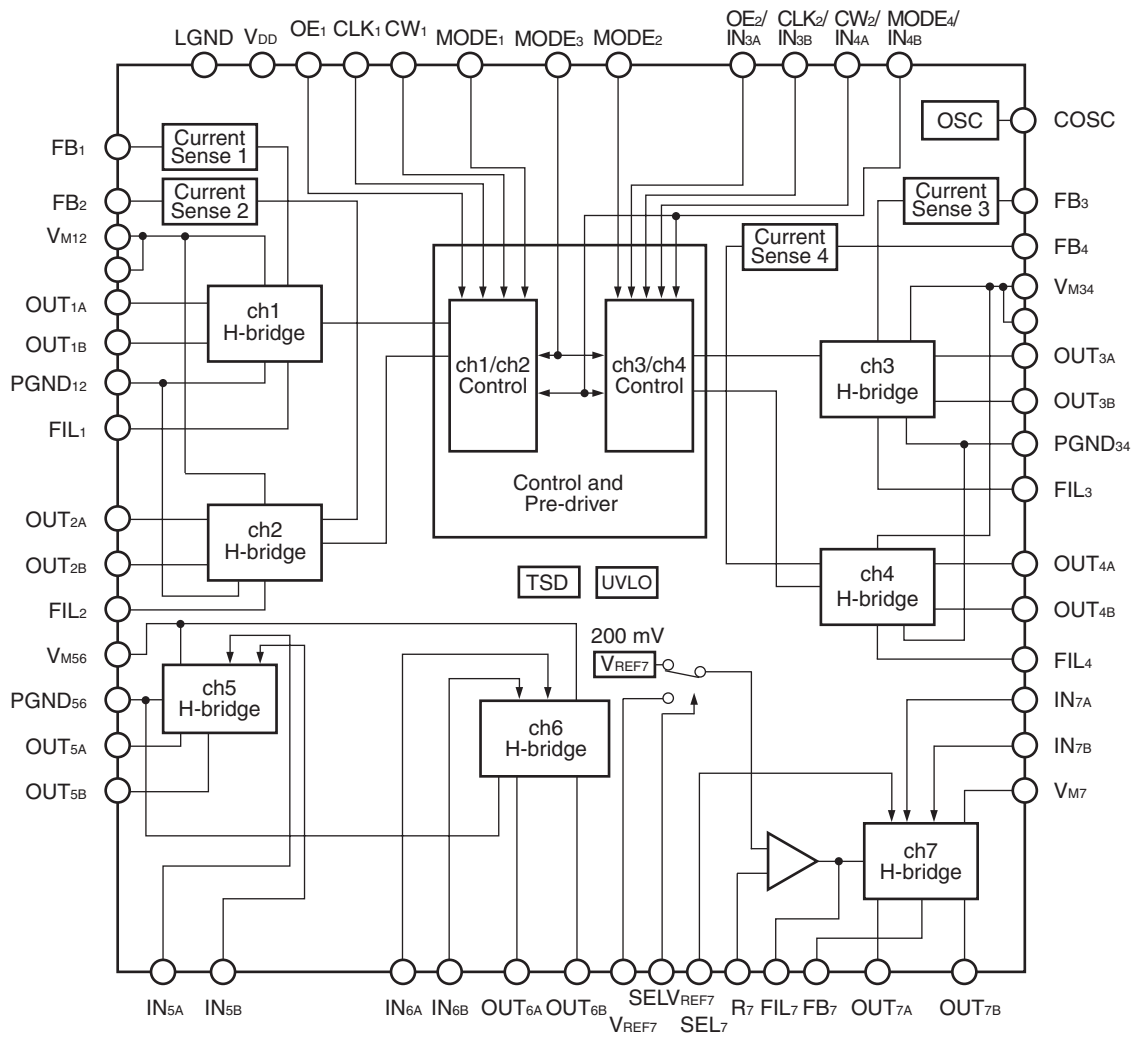 LGND
VDD
OE1
CLK1
CW1
MODE1
MODE3
MODE2
OE2/
IN3A
CLK2/
IN3B
CW2/
IN4A
MODE4/
IN4B
FB1
FB2
VM12
OUT1A
OUT1B
PGND12
FIL1
OUT2A
OUT2B
FIL2
VM56
PGND56
OUT5A
OUT5B
Current
Sense 1
Current
Sense 2
ch1
H-bridge
ch2
H-bridge
ch5
H-bridge
ch1/ch2
Control
ch3/ch4
Control
Control and
Pre-driver
TSD
UVLO
200 mV
VREF7
ch6
H-bridge
OSC
Current
Sense 3
Current
Sense 4
ch3
H-bridge
ch4
H-bridge
ch7
H-bridge
COSC
FB3
FB4
VM34
OUT3A
OUT3B
PGND34
FIL3
OUT4A
OUT4B
FIL4
IN7A
IN7B
VM7
IN5A
IN5B
IN6A
IN6B
OUT6A
OUT6B
VREF7
SELVREF7
SEL7
R7
FIL7
FB7
OUT7A
OUT7B